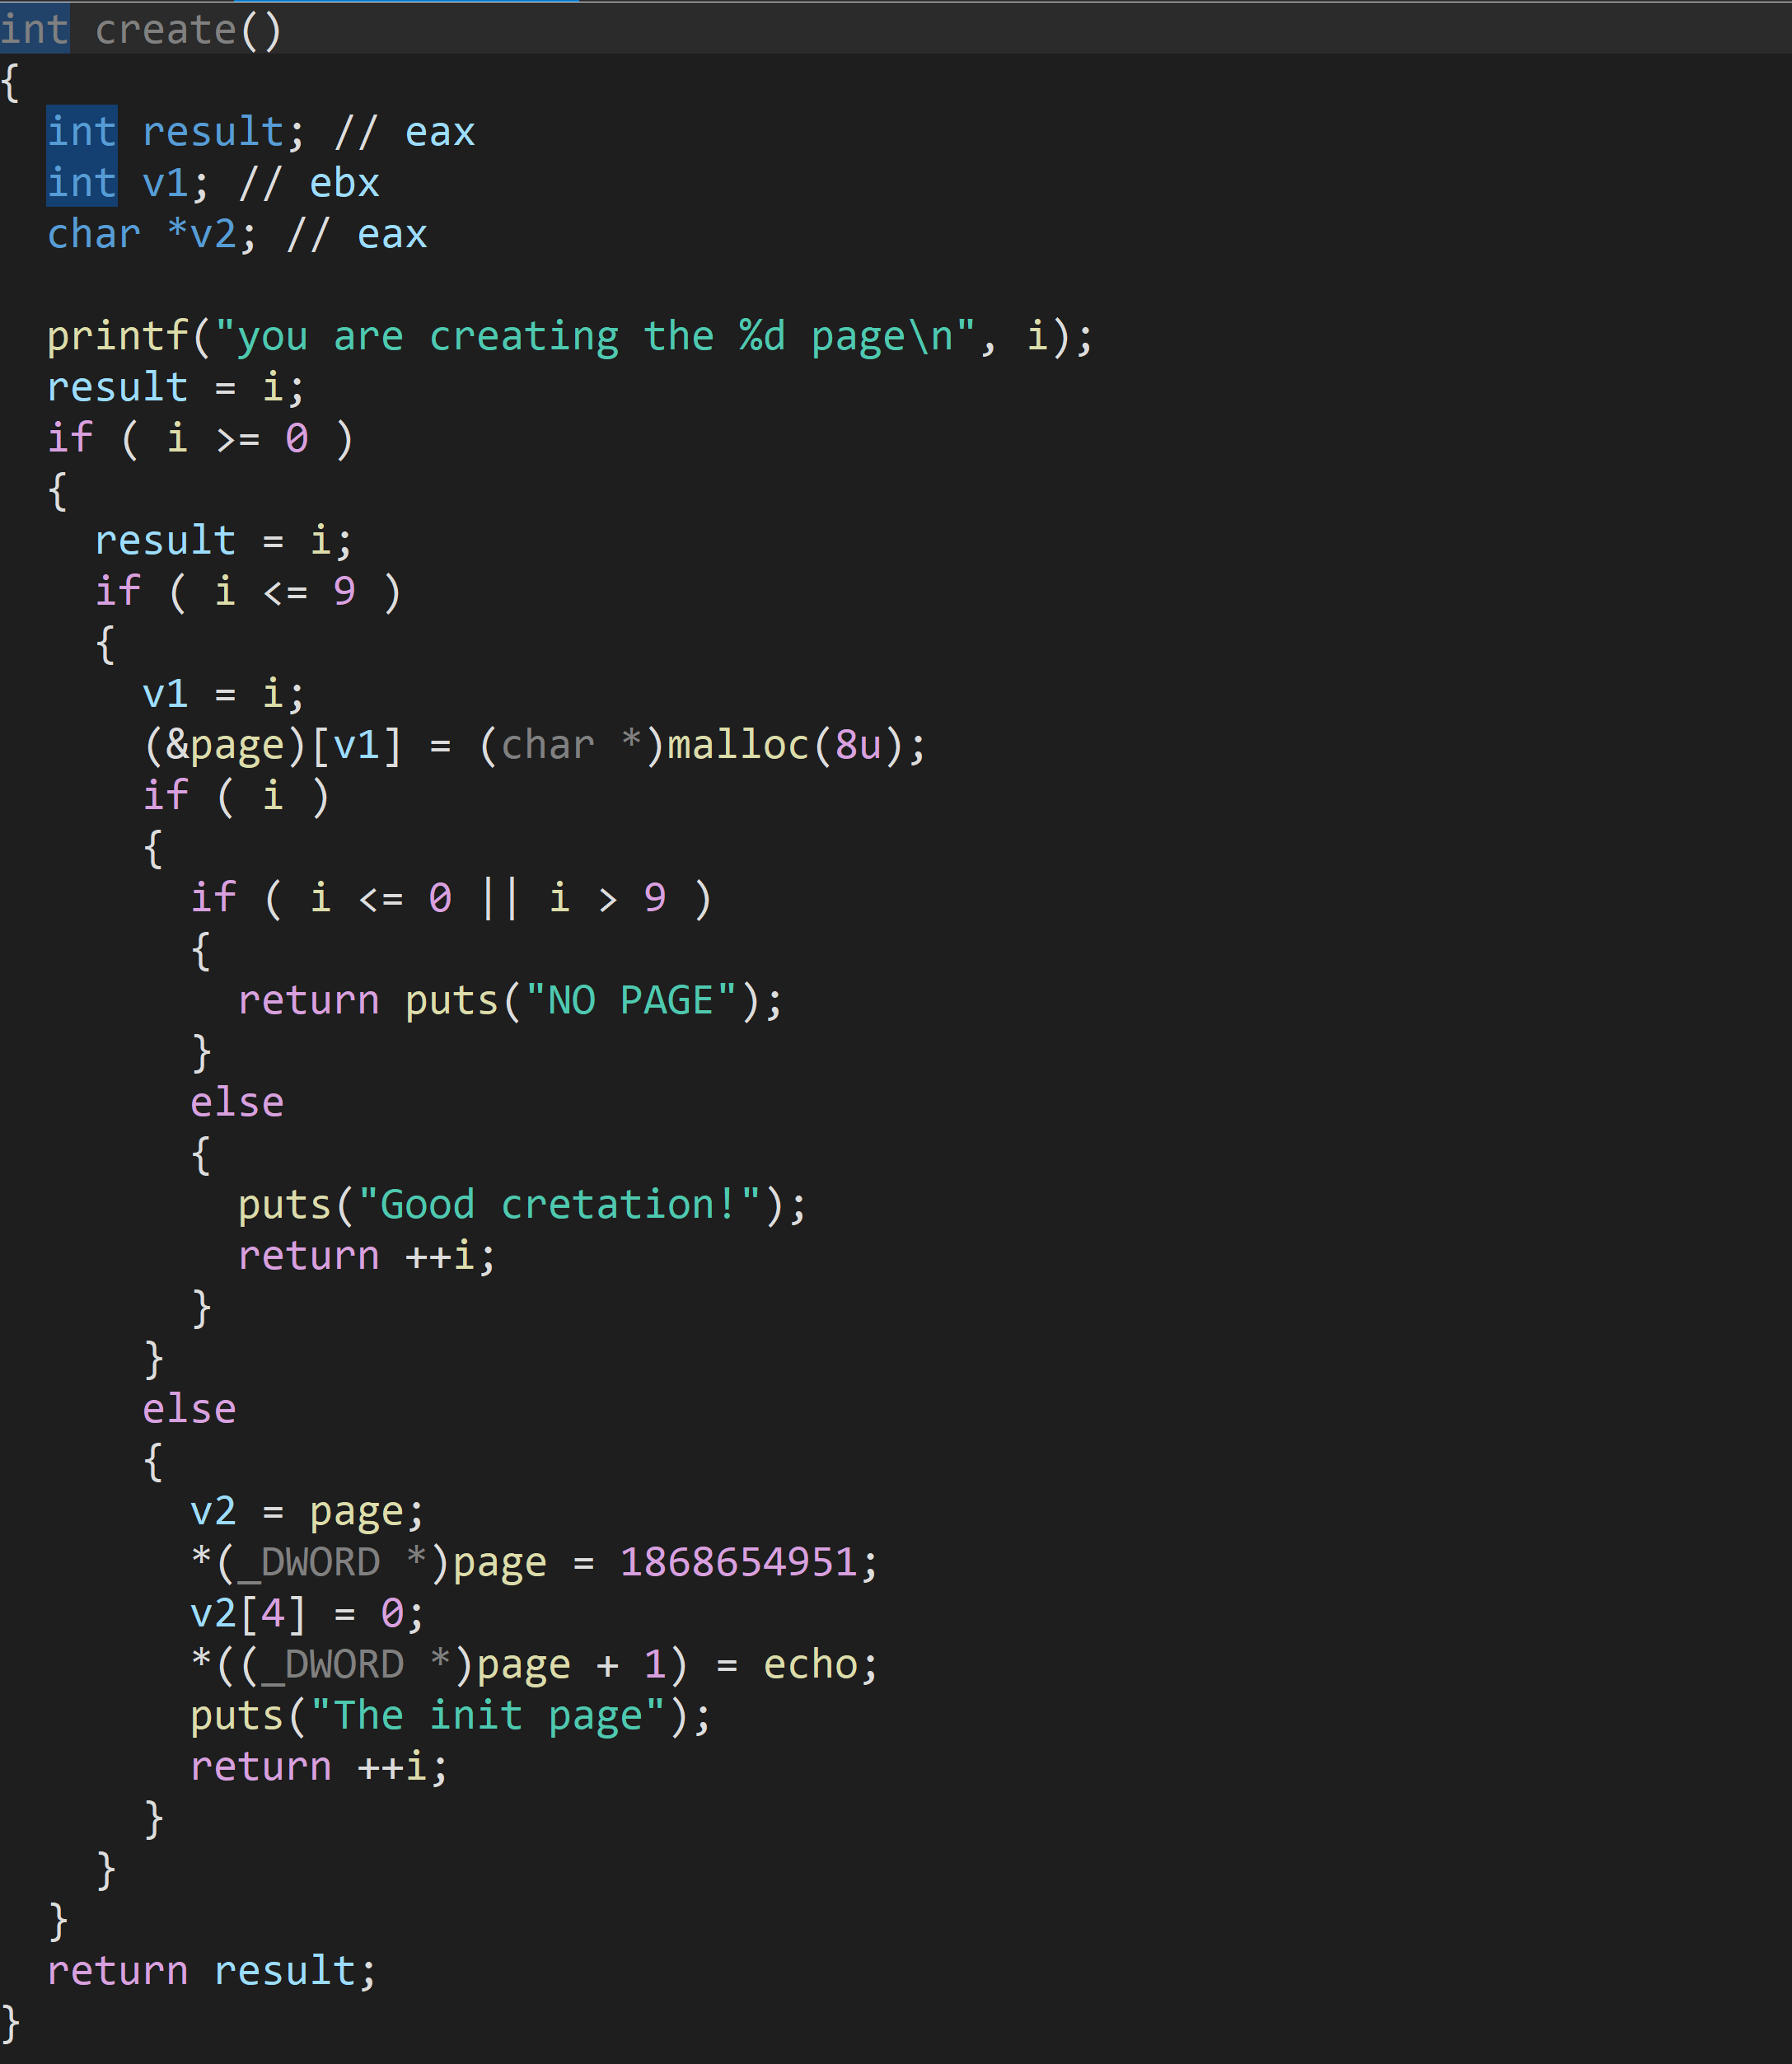 int create()
{
  int result; // eax
  int v1; // ebx
  char *v2; // eax

  printf("you are creating the %d page\n", i);
  result = i;
  if ( i >= 0 )
  {
    result = i;
    if ( i <= 9 )
    {
      v1 = i;
      (&page)[v1] = (char *)malloc(8u);
      if ( i )
      {
        if ( i <= 0 || i > 9 )
        {
          return puts("NO PAGE");
        }
        else
        {
          puts("Good cretation!");
          return ++i;
        }
      }
      else
      {
        v2 = page;
        *(_DWORD *)page = 1868654951;
        v2[4] = 0;
        *((_DWORD *)page + 1) = echo;
        puts("The init page");
        return ++i;
      }
    }
  }
  return result;
}